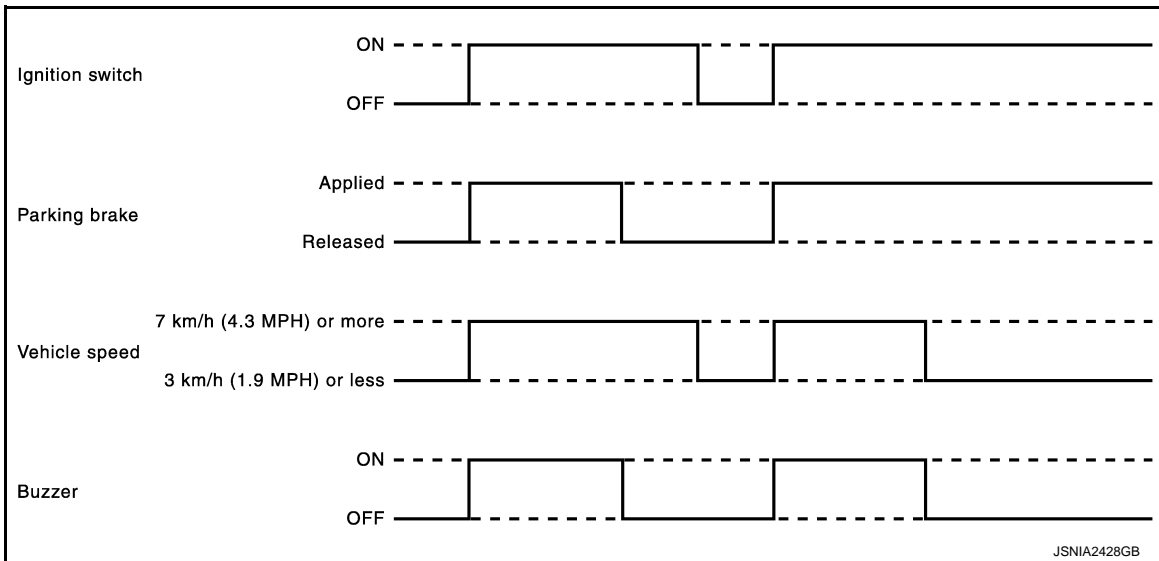 ON
Ignition switch
OFF
Applied
Parking brake
Released
7 km/h (4.3 MPH) or more
Vehicle speed
3 km/h (1.9 MPH) or less
ON
Buzzer
OFF
JSNIA2428GB